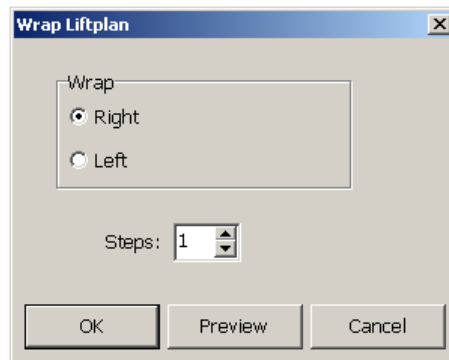 Wrap Liftplan
Wrap
Right
Left
Steps: 1
OK Preview Cancel